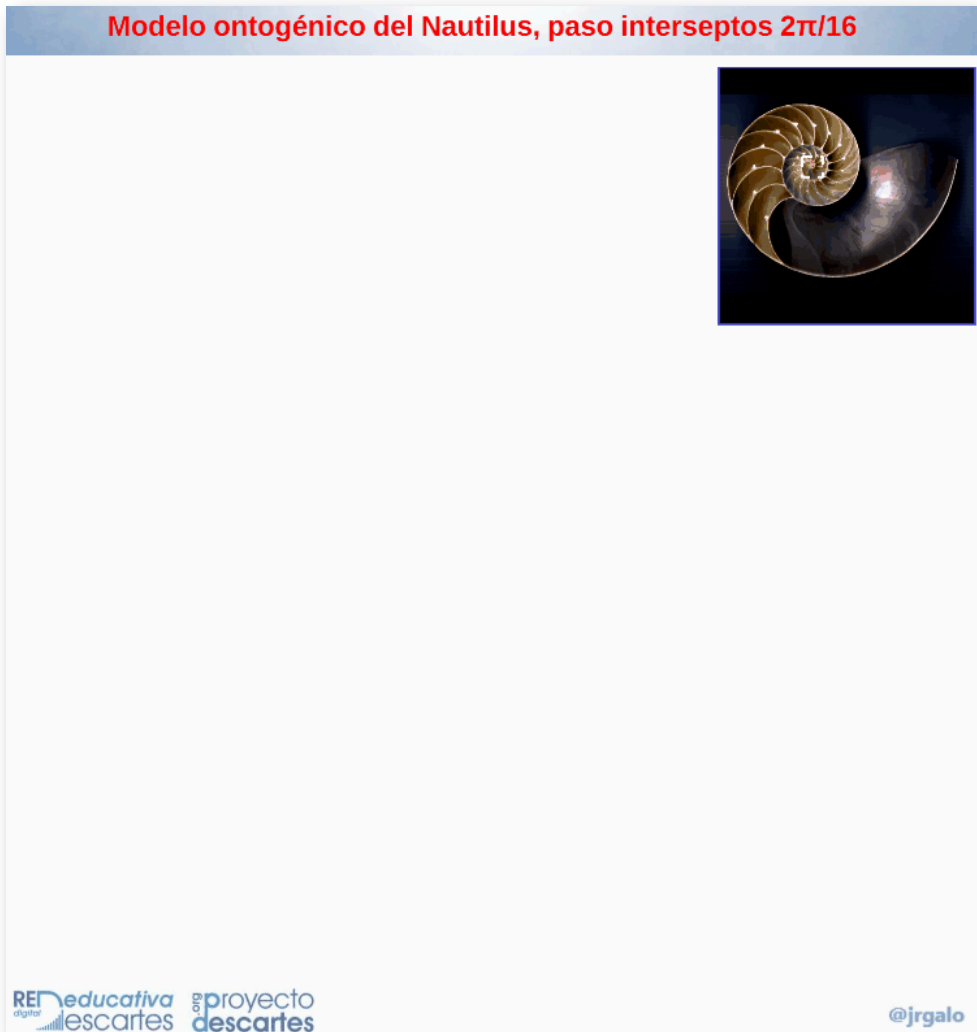 Modelo ontogénico del Nautilus, paso interseptos 2π/16
RED educativa
digital descartes
.org proyecto
descartes
@jrgalo